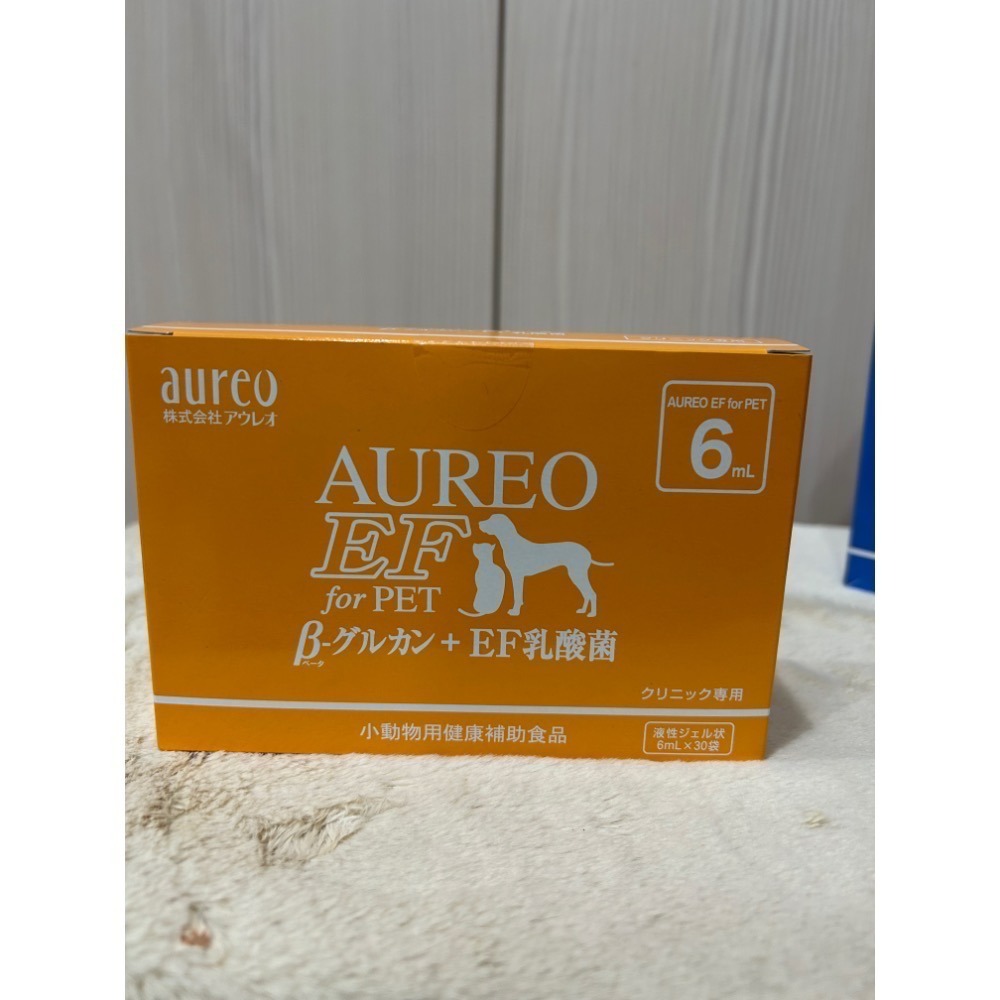 aureo
株式会社 アウレオ
AUREO EF for PET
6mL
AUREO
EF
for PET
β-グルカン + EF乳酸菌
ベータ
クリニック専用
小動物用健康補助食品
液性ジェル状
6mL×30袋